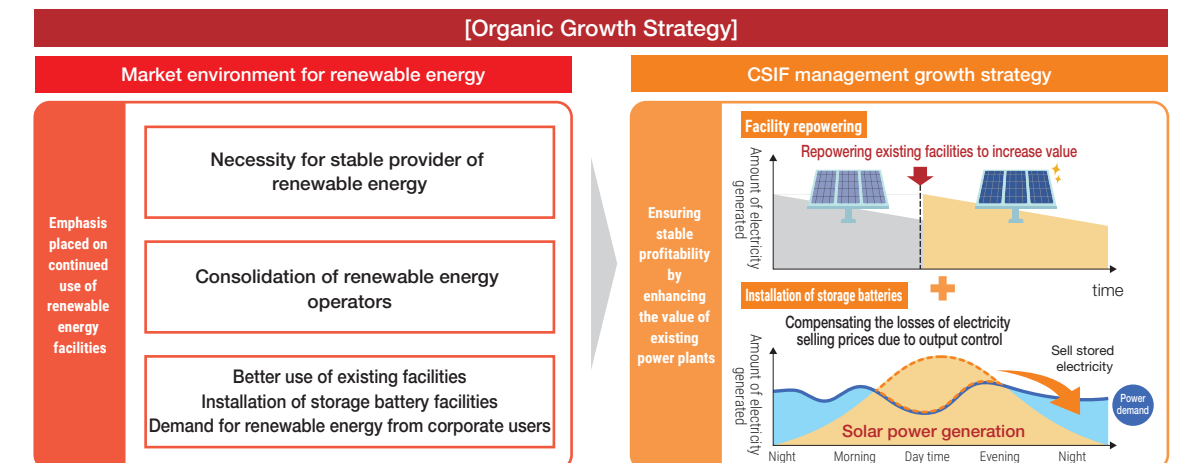 [Organic Growth Strategy]
Market environment for renewable energy
Emphasis
placed on
continued
use of
renewable
energy
facilities
Necessity for stable provider of
renewable energy
Consolidation of renewable energy
operators
Better use of existing facilities
Installation of storage battery facilities
Demand for renewable energy from corporate users
CSIF management growth strategy
Ensuring
stable
profitability
by
enhancing
the value of
existing
power plants
Facility repowering
Repowering existing facilities to increase value
Amount of electricity
generated
time
Installation of storage batteries
Compensating the losses of electricity
selling prices due to output control
Amount of electricity
generated
Sell stored
electricity
Power
demand
Solar power generation
Night Morning Day time Evening Night